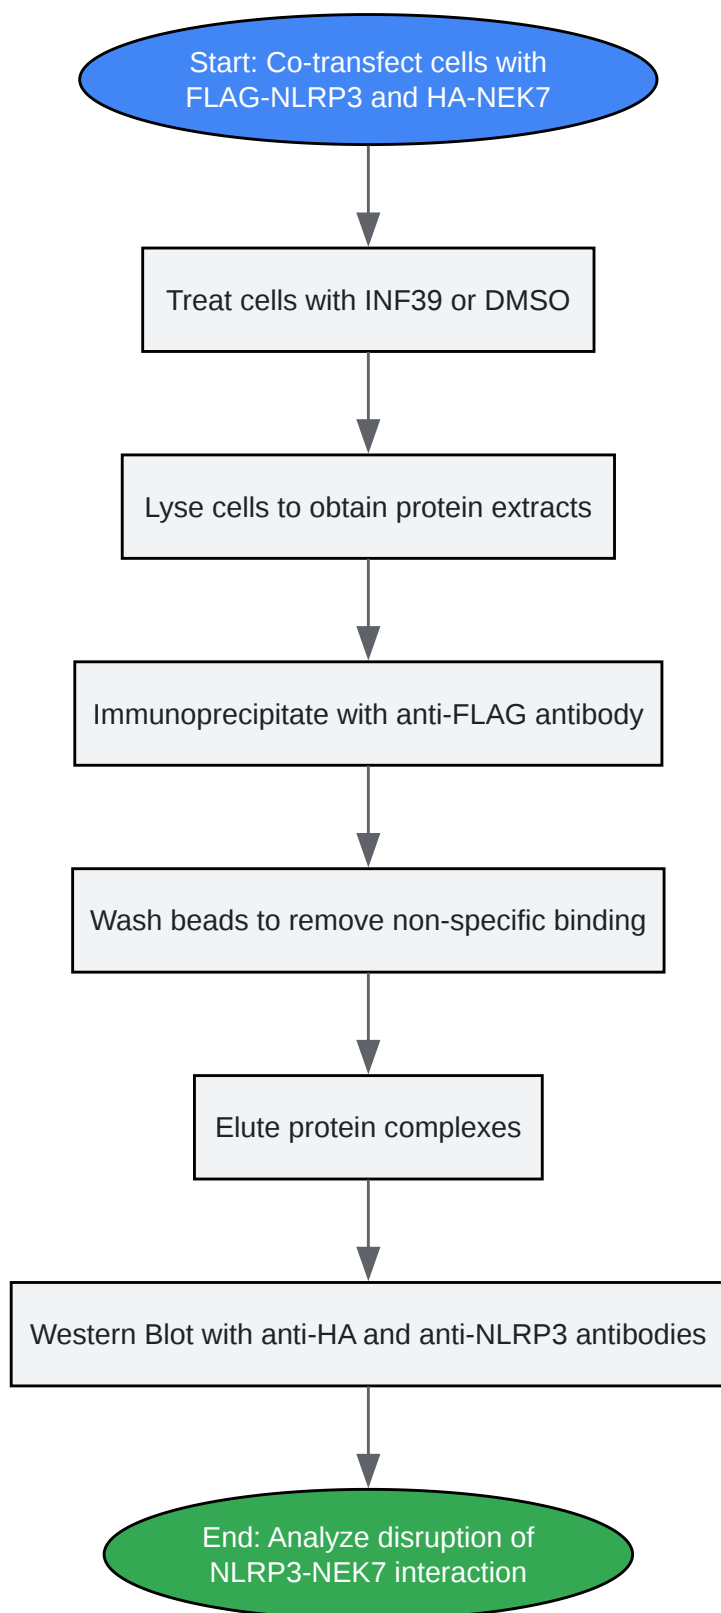 Start: Co-transfect cells with
FLAG-NLRP3 and HA-NEK7
Treat cells with INF39 or DMSO
Lyse cells to obtain protein extracts
Immunoprecipitate with anti-FLAG antibody
Wash beads to remove non-specific binding
Elute protein complexes
Western Blot with anti-HA and anti-NLRP3 antibodies
End: Analyze disruption of
NLRP3-NEK7 interaction